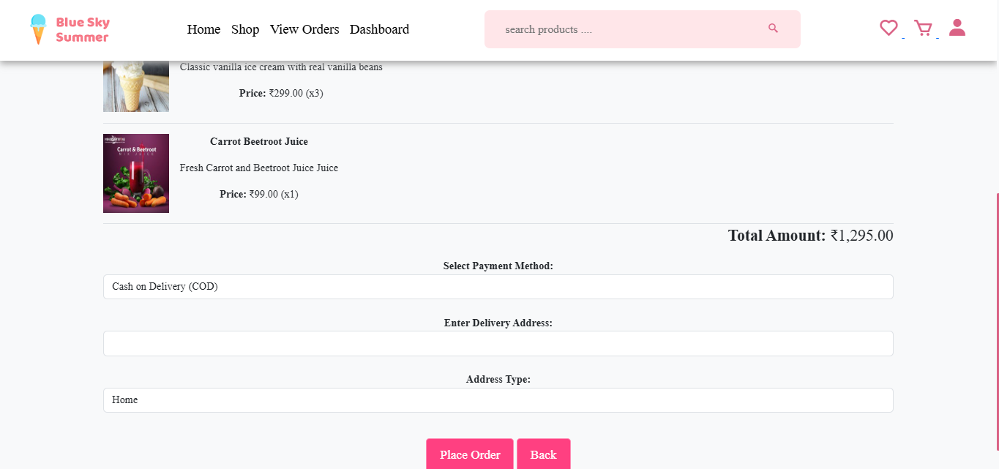 Blue Sky
Summer
Home Shop View Orders Dashboard
search products ....
Classic vanilla ice cream with real vanilla beans
Price: ₹299.00 (x3)
Carrot & Beetroot
MIX JUICE
Carrot Beetroot Juice
Fresh Carrot and Beetroot Juice Juice
Price: ₹99.00 (x1)
Total Amount: ₹1,295.00
Select Payment Method:
Cash on Delivery (COD)
Enter Delivery Address:
Address Type:
Home
Place Order Back